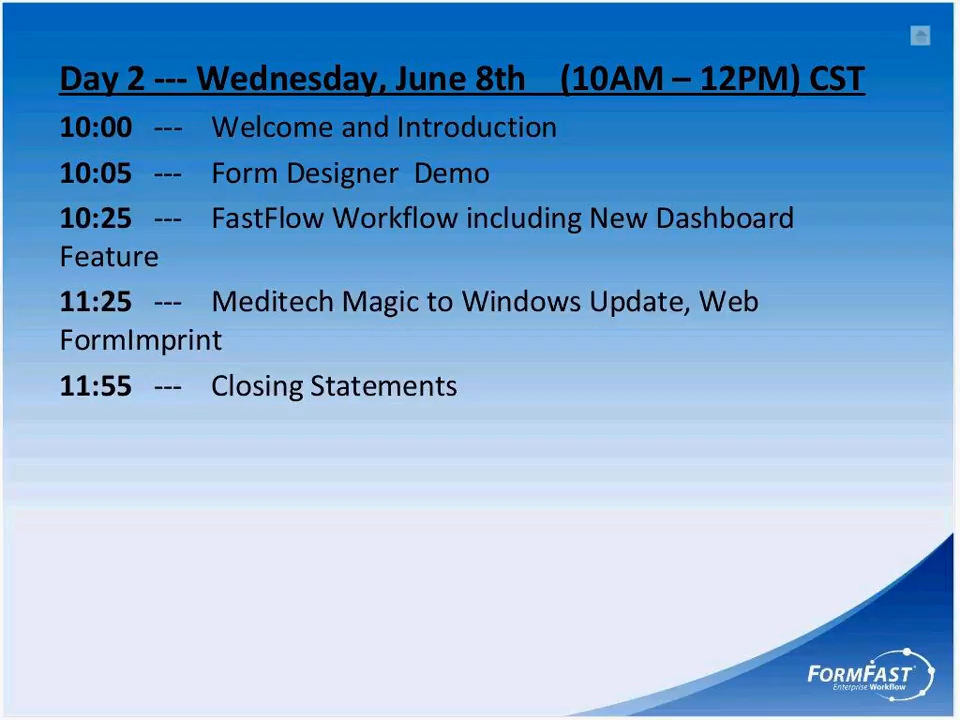 Day 2 --- Wednesday, June 8th (10AM – 12PM) CST
10:00 --- Welcome and Introduction
10:05 --- Form Designer Demo
10:25 --- FastFlow Workflow including New Dashboard
Feature
11:25 --- Meditech Magic to Windows Update, Web
FormImprint
11:55 --- Closing Statements
FORMFAST
Enterprise Workflow